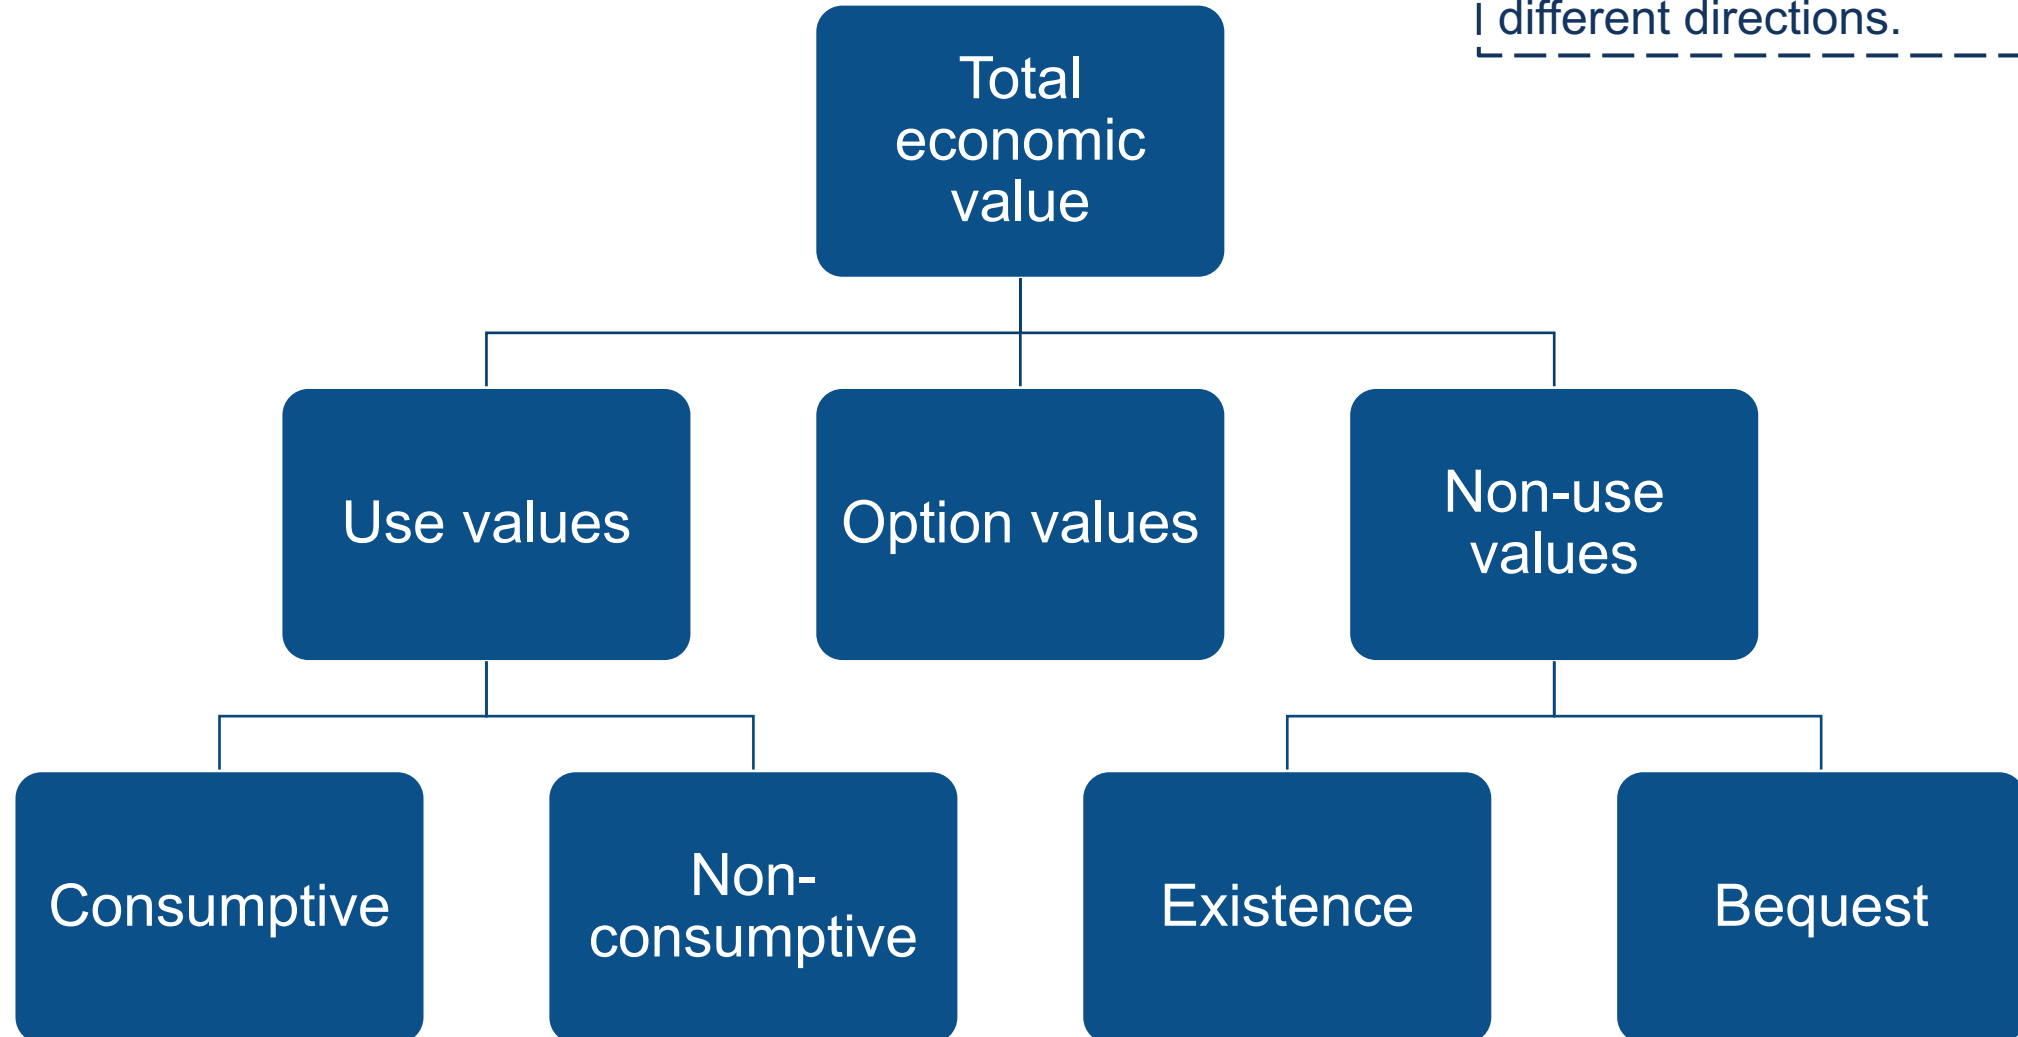 different directions.
Total
economic
value
Use values
Option values
Non-use
values
Consumptive
Non-
consumptive
Existence
Bequest